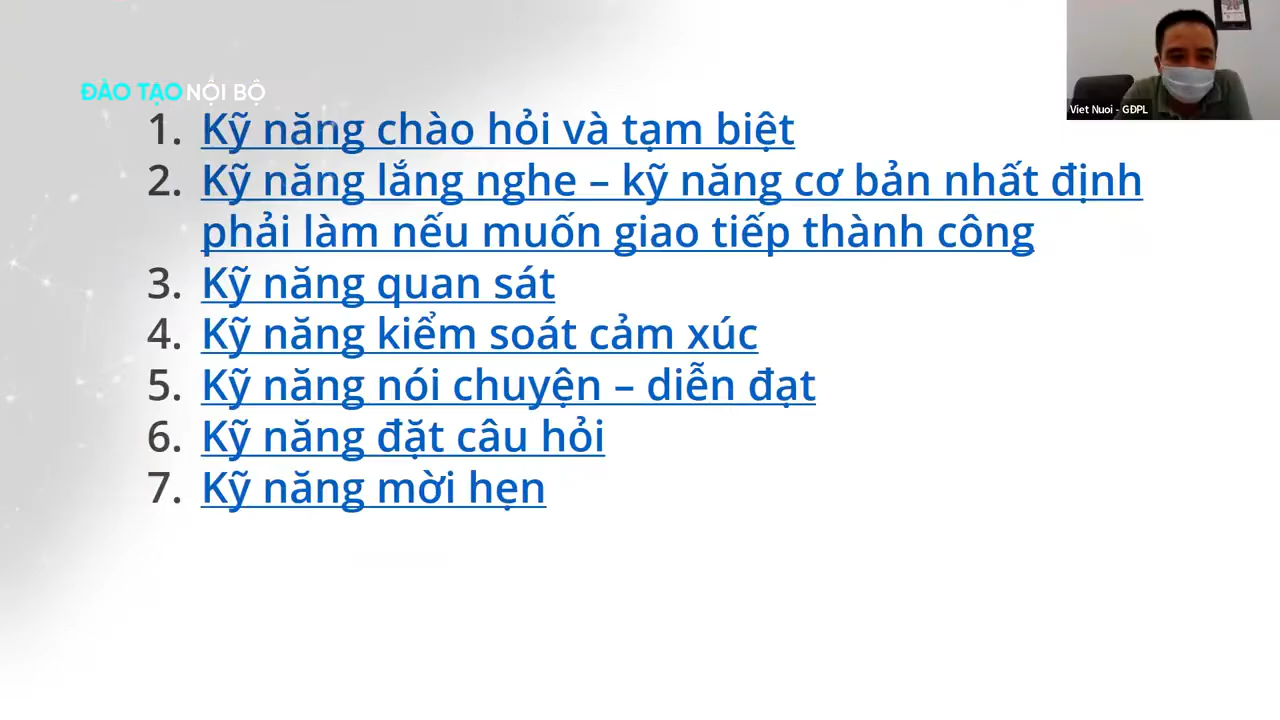 ĐÀO TẠO NỘI BỘ
Viet Nuoi - GĐPL
1. Kỹ năng chào hỏi và tạm biệt
2. Kỹ năng lắng nghe – kỹ năng cơ bản nhất định
phải làm nếu muốn giao tiếp thành công
3. Kỹ năng quan sát
4. Kỹ năng kiểm soát cảm xúc
5. Kỹ năng nói chuyện – diễn đạt
6. Kỹ năng đặt câu hỏi
7. Kỹ năng mời hẹn